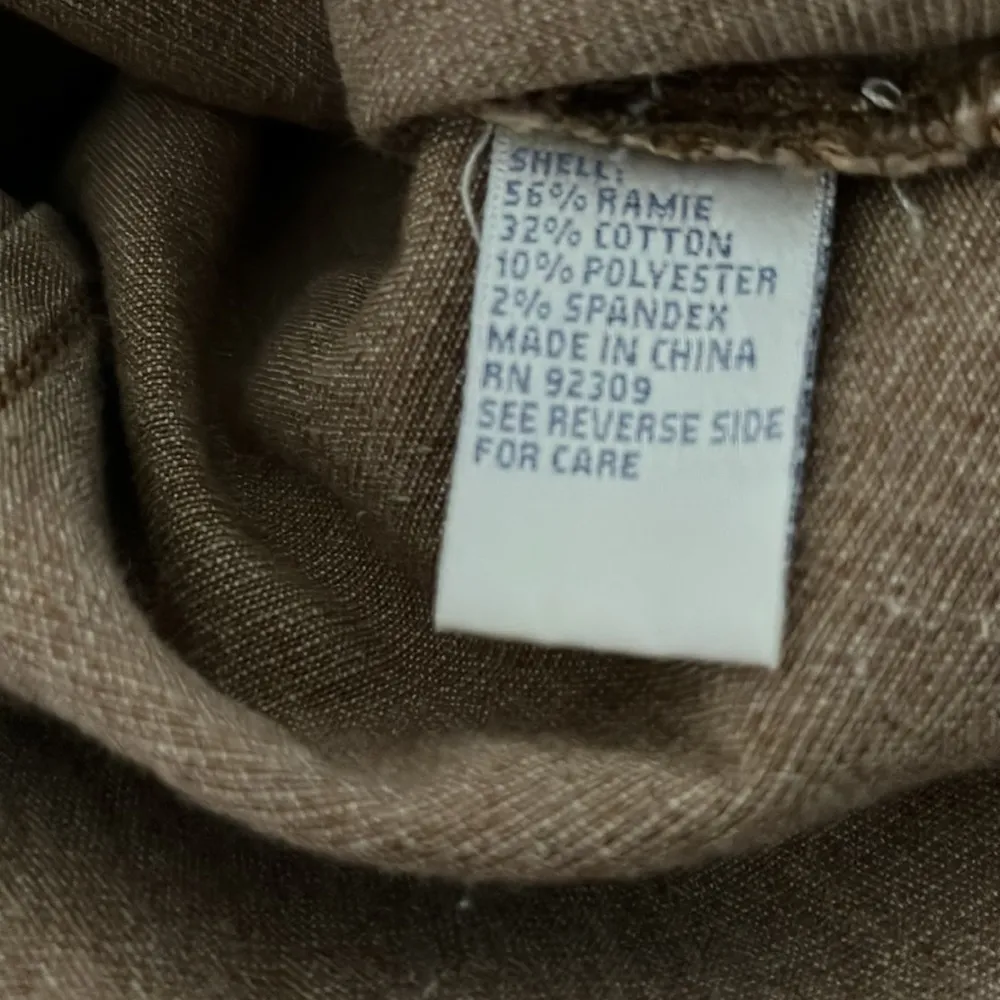 SHELL:
56% RAMIE
32% COTTON
10% POLYESTER
2% SPANDEX
MADE IN CHINA
RN 92309
SEE REVERSE SIDE
FOR CARE